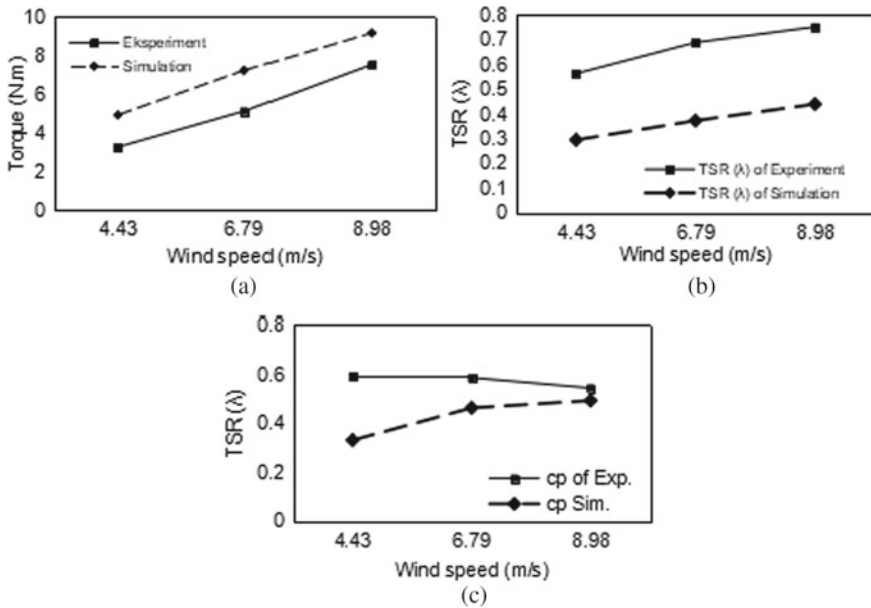 10
8
6
4
2
0
Torque (N.m)
Eksperiment
Simulation
4.43 6.79 8.98
Wind speed (m/s)
(a)
0.8
0.7
0.6
0.5
0.4
0.3
0.2
0.1
0
TSR (λ)
TSR (λ) of Experiment
TSR (λ) of Simulation
4.43 6.79 8.98
Wind speed (m/s)
(b)
0.8
0.6
0.4
0.2
0
TSR (λ)
cp of Exp.
cp Sim.
4.43 6.79 8.98
Wind speed (m/s)
(c)